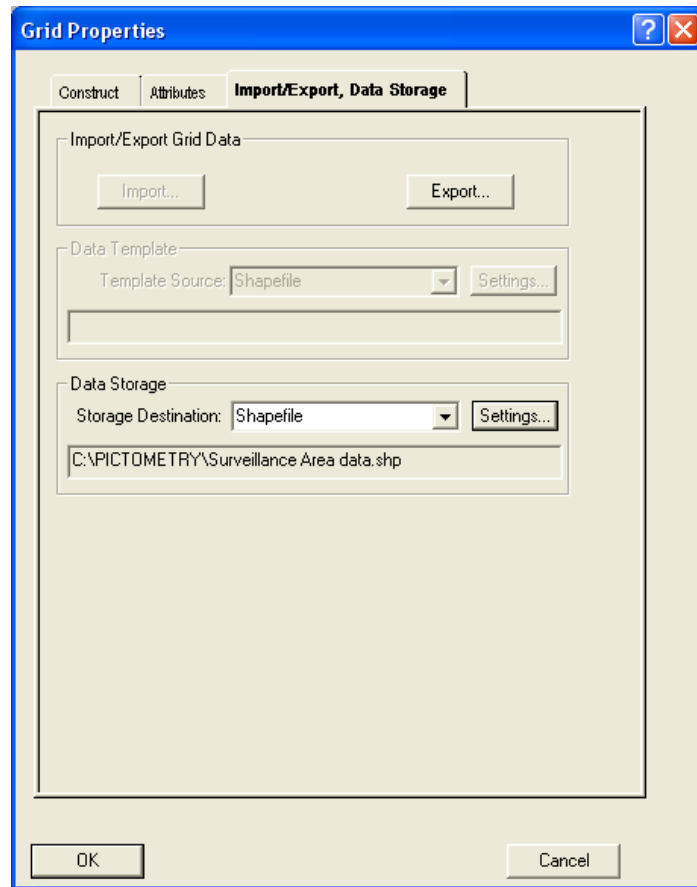 Grid Properties
Construct Attributes Import/Export, Data Storage
Import/Export Grid Data
Import... Export...
Data Template
Template Source: Shapefile Settings...
Data Storage
Storage Destination: Shapefile Settings...
C:\PICTOMETRY\Surveillance Area data.shp
OK Cancel